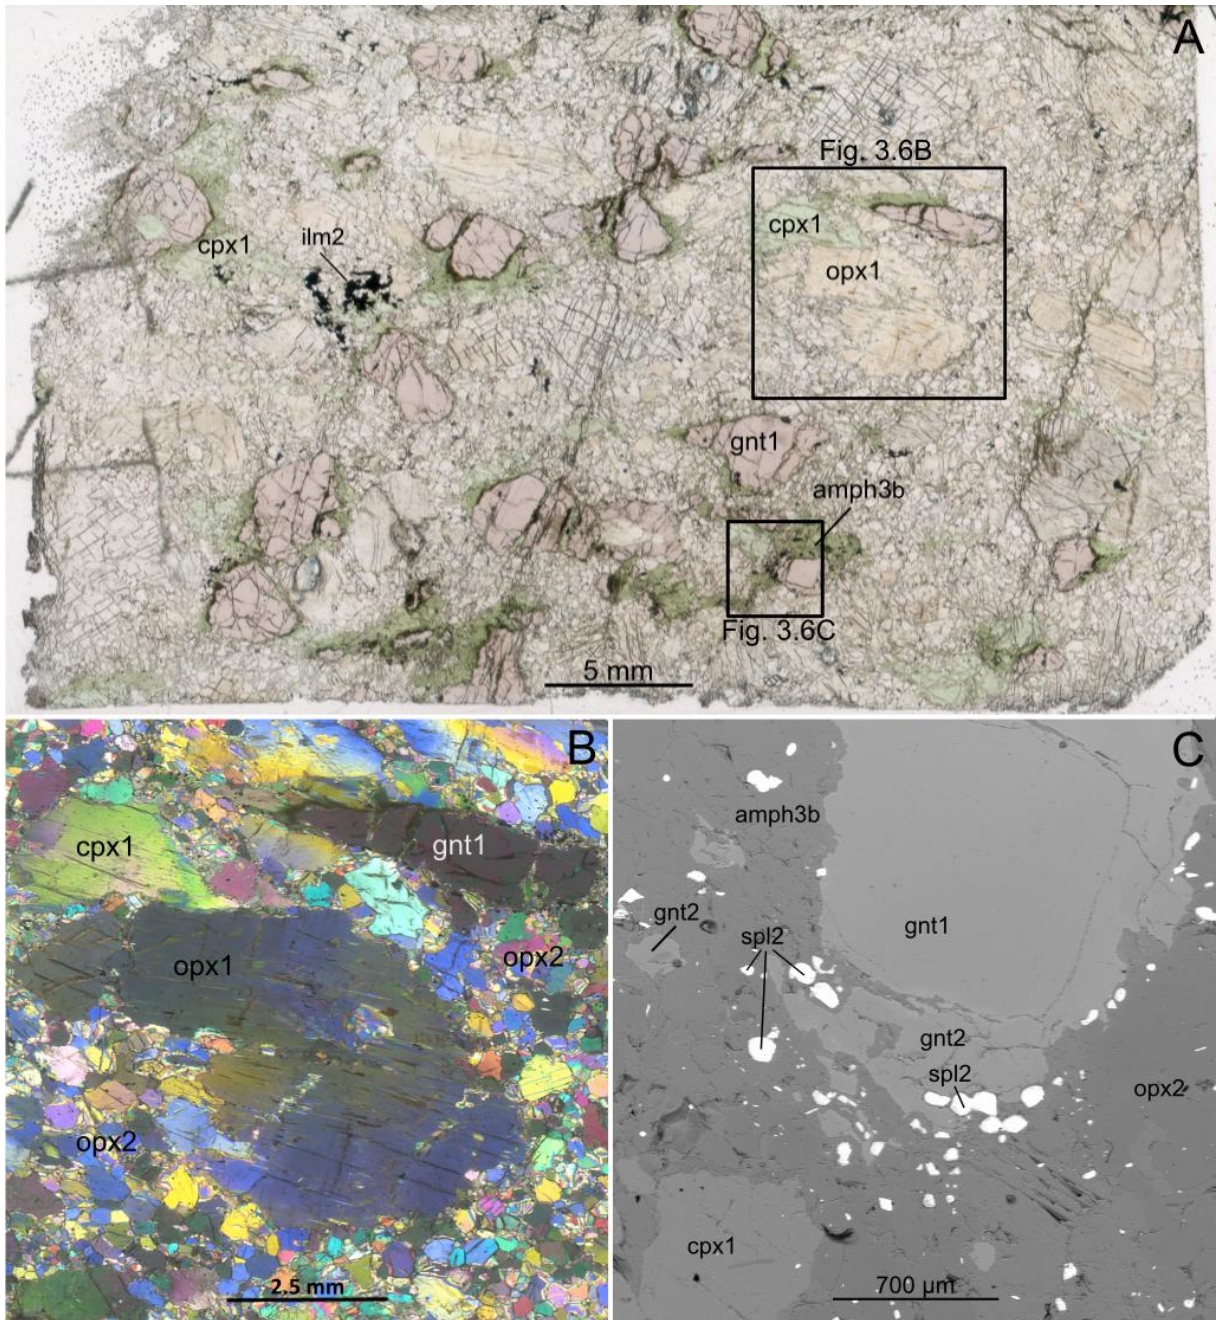 A
Fig. 3.6B
cpx1
cpx1
ilm2
opx1
gnt1
amph3b
Fig. 3.6C
5 mm
B
cpx1
gnt1
opx1
opx2
opx2
2.5 mm
C
amph3b
gnt2
spl2
gnt1
gnt2
spl2
opx2
cpx1
700 µm